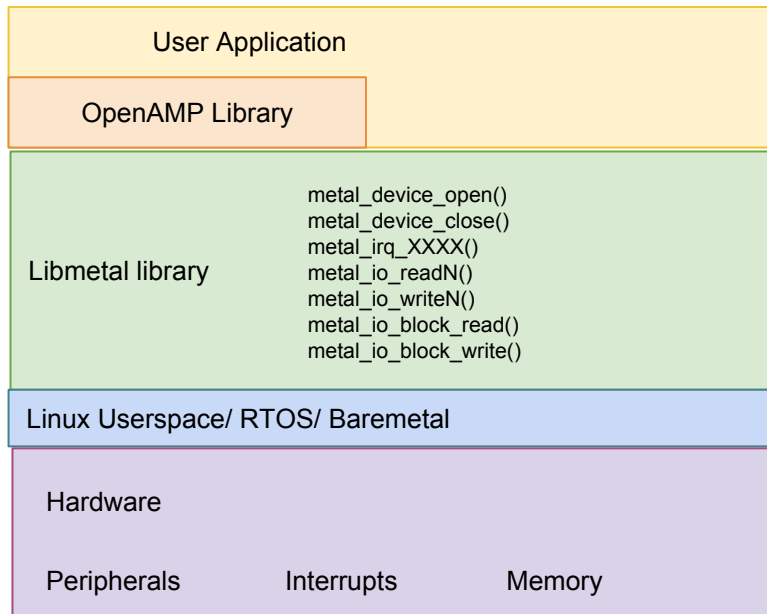 User Application
OpenAMP Library
Libmetal library
metal_device_open()
metal_device_close()
metal_irq_XXXX()
metal_io_readN()
metal_io_writeN()
metal_io_block_read()
metal_io_block_write()
Linux Userspace/ RTOS/ Baremetal
Hardware
Peripherals Interrupts Memory